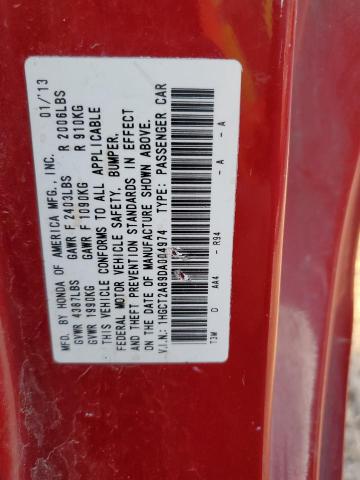 MFD. BY HONDA OF AMERICA MFG., INC. 01/'13
GVWR 4387LBS GAWR F 2403LBS R 2006LBS
GVWR 1990KG GAWR F 1090KG R 910KG
THIS VEHICLE CONFORMS TO ALL APPLICABLE
FEDERAL MOTOR VEHICLE SAFETY, BUMPER,
AND THEFT PREVENTION STANDARDS IN EFFECT
ON THE DATE OF MANUFACTURE SHOWN ABOVE.
V.I.N.: 1HGCT2A89DA004974 TYPE: PASSENGER CAR
T3M D AA4 - R94 - A - A